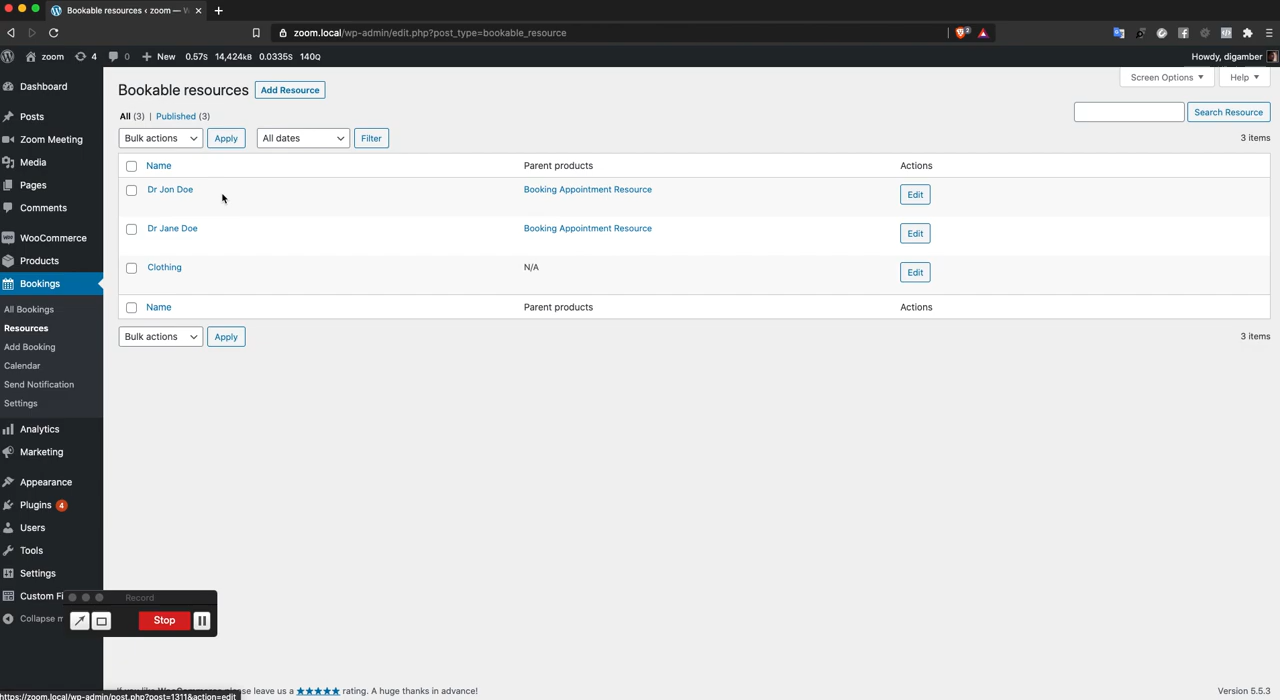 Bookable resources ‹ zoom — W
zoom.local/wp-admin/edit.php?post_type=bookable_resource
2
zoom 4 0 New 0.57s 14,424kB 0.0335s 140Q
Howdy, digamber
Screen Options Help
Dashboard
Posts
Zoom Meeting
Media
Pages
Comments
WooCommerce
Products
Bookings
All Bookings
Resources
Add Booking
Calendar
Send Notification
Settings
Analytics
Marketing
Appearance
Plugins 4
Users
Tools
Settings
Custom Fi
Collapse m
Bookable resources Add Resource
All (3) | Published (3)
Search Resource
Bulk actions Apply All dates Filter
3 items
Name Parent products Actions
Dr Jon Doe Booking Appointment Resource Edit
Dr Jane Doe Booking Appointment Resource Edit
Clothing N/A Edit
Name Parent products Actions
Bulk actions Apply
3 items
Record
Stop
https://zoom.local/wp-admin/post.php?post=1311&action=edit
please leave us a ★★★★★ rating. A huge thanks in advance!
Version 5.5.3